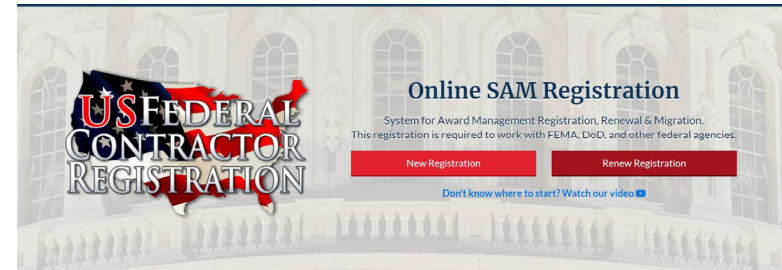 US FEDERAL
CONTRACTOR
REGISTRATION
Online SAM Registration
System for Award Management Registration, Renewal & Migration.
This registration is required to work with FEMA, DoD, and other federal agencies.
New Registration
Renew Registration
Don't know where to start? Watch our video